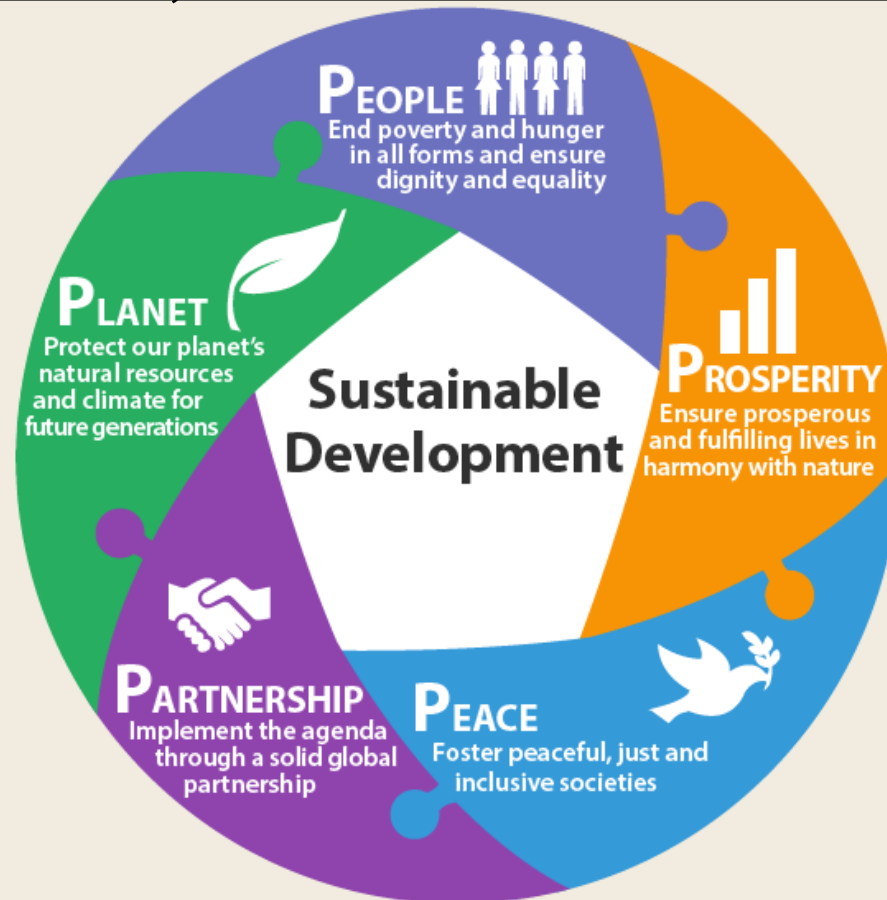 PEOPLE
End poverty and hunger
in all forms and ensure
dignity and equality
PLANET
Protect our planet's
natural resources
and climate for
future generations
Sustainable
Development
PROSPERITY
Ensure prosperous
and fulfilling lives in
harmony with nature
PARTNERSHIP
Implement the agenda
through a solid global
partnership
PEACE
Foster peaceful, just and
inclusive societies